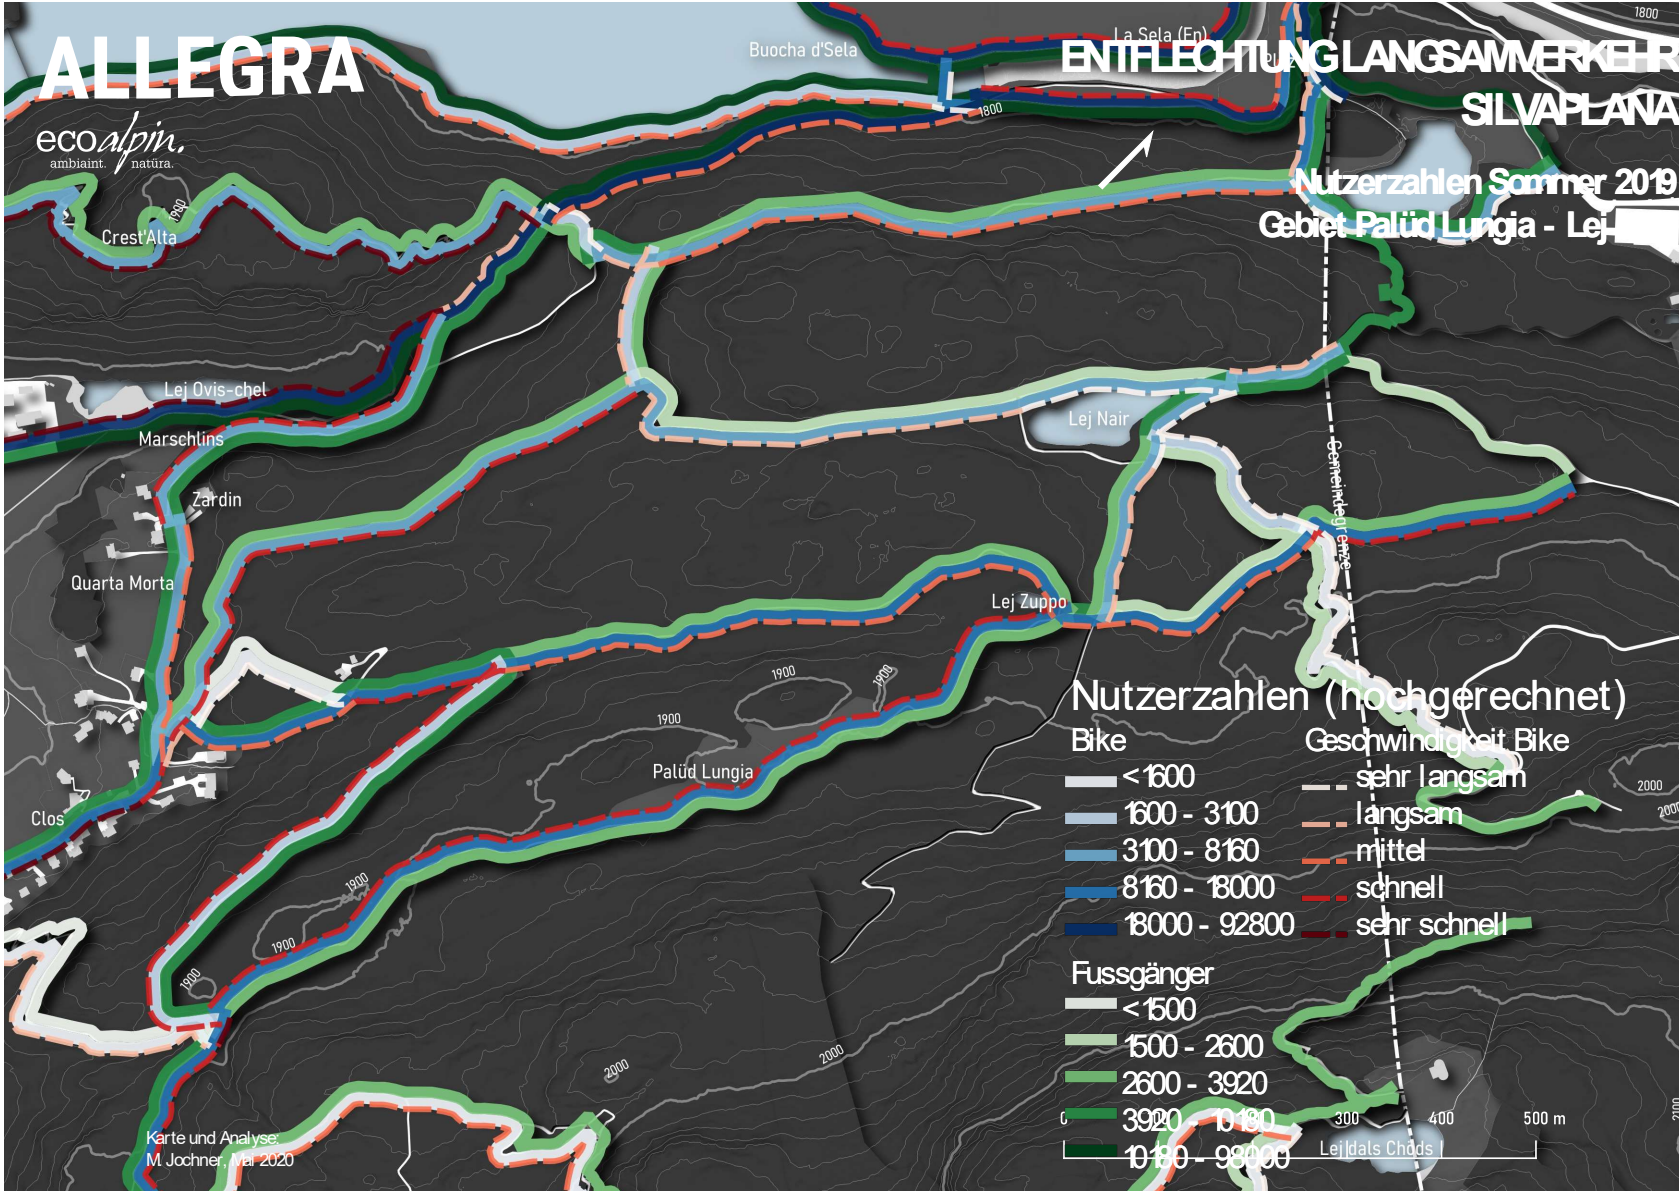 ALLEGRA
ecoalpin.
ambiaint. natüra.
Buocha d'Sela
La Sela (En)
1800
ENTFLECHTUNG LANGSAMVERKEHR
SILVAPLANA
1800
Nutzerzahlen Sommer 2019
Gebiet Palüd Lungia - Lej
1900
Crest'Alta
Lej Ovis-chel
Marschlins
Lej Nair
Gemeindegrenze
Zardin
Quarta Morta
Lej Zuppo
1900
1900
1900
Palüd Lungia
Clos
1900
1900
1900
2000
2000
2000
2000
2100
Nutzerzahlen (hochgerechnet)
Bike
<1600
1600 - 3100
3100 - 8160
8160 - 18000
18000 - 92800
Geschwindigkeit Bike
sehr langsam
langsam
mittel
schnell
sehr schnell
Fussgänger
<1500
1500 - 2600
2600 - 3920
3920 - 10180
10180 - 98000
0
300
400
500 m
Lej dals Chöds
Karte und Analyse:
M. Jochner, Mai 2020